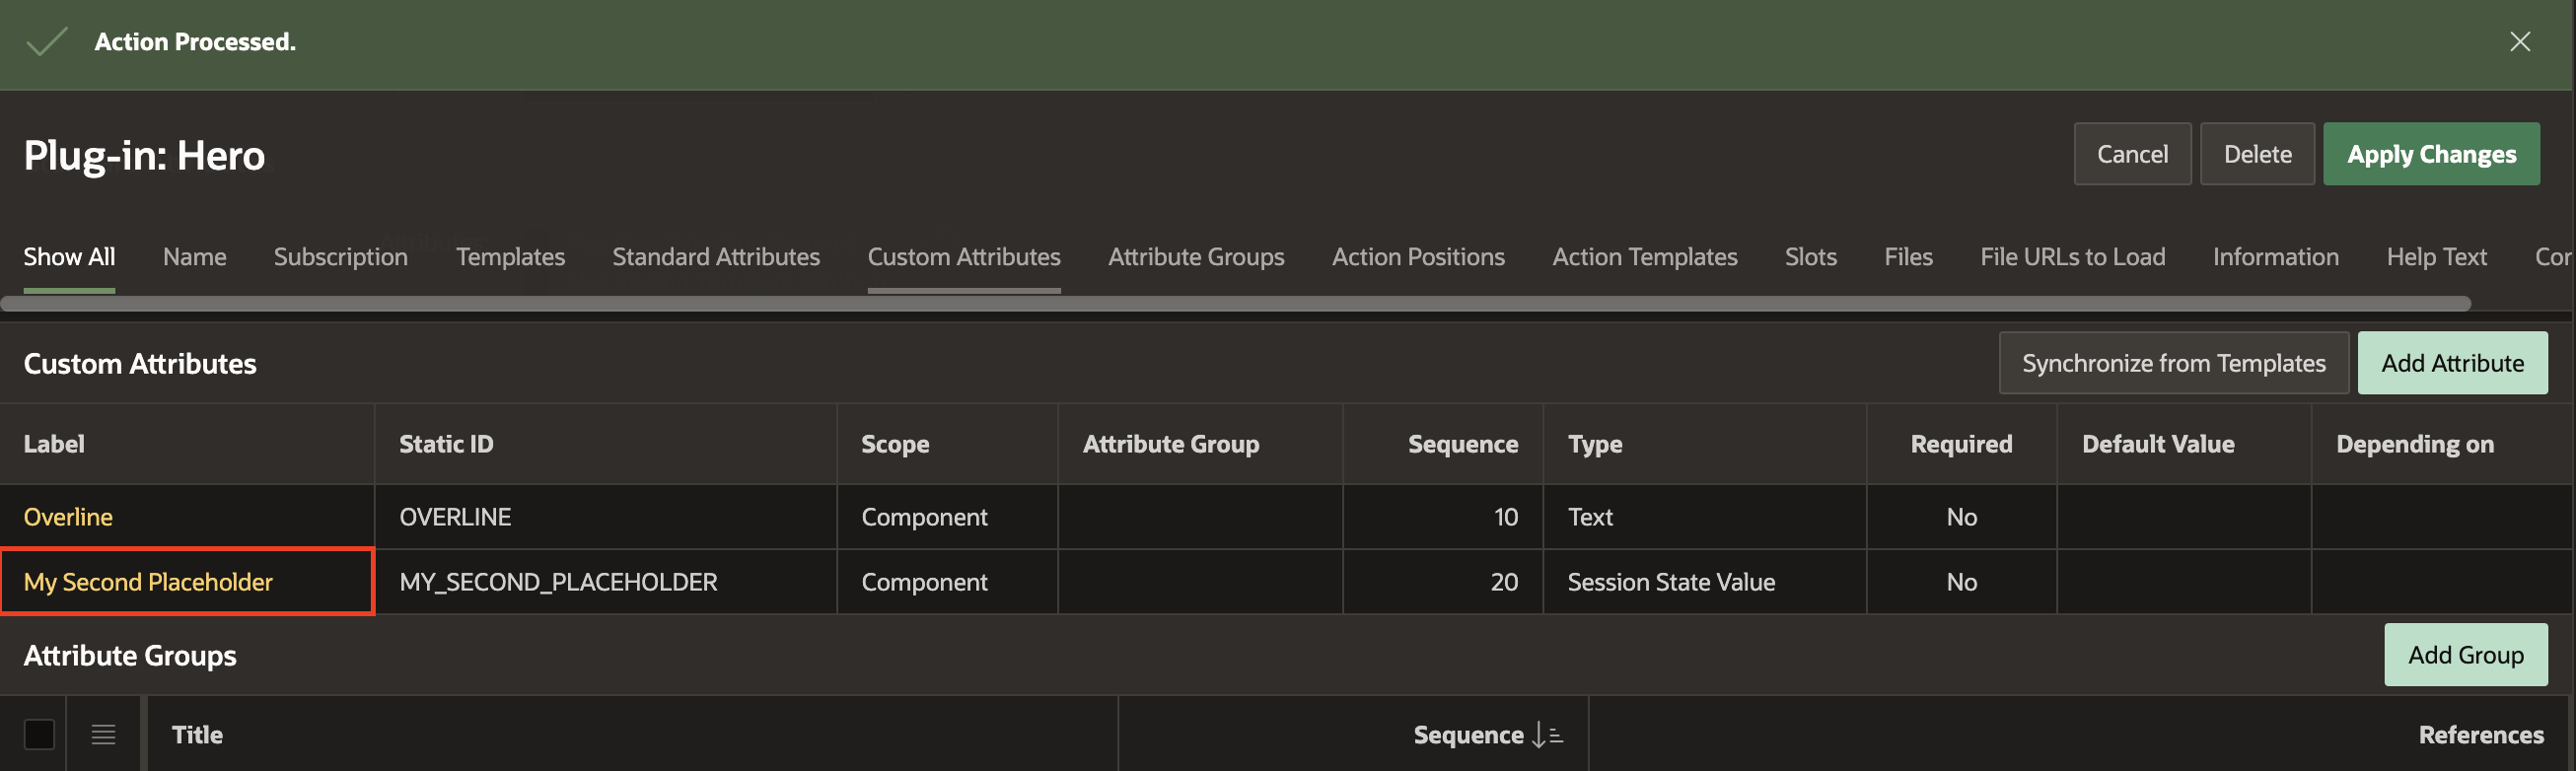 Action Processed.
Plug-in: Hero
Cancel Delete Apply Changes
Show All Name Subscription Templates Standard Attributes Custom Attributes Attribute Groups Action Positions Action Templates Slots Files File URLs to Load Information Help Text Cor
Custom Attributes Synchronize from Templates Add Attribute
Label Static ID Scope Attribute Group Sequence Type Required Default Value Depending on
Overline OVERLINE Component 10 Text No
My Second Placeholder MY_SECOND_PLACEHOLDER Component 20 Session State Value No
Attribute Groups Add Group
Title Sequence References